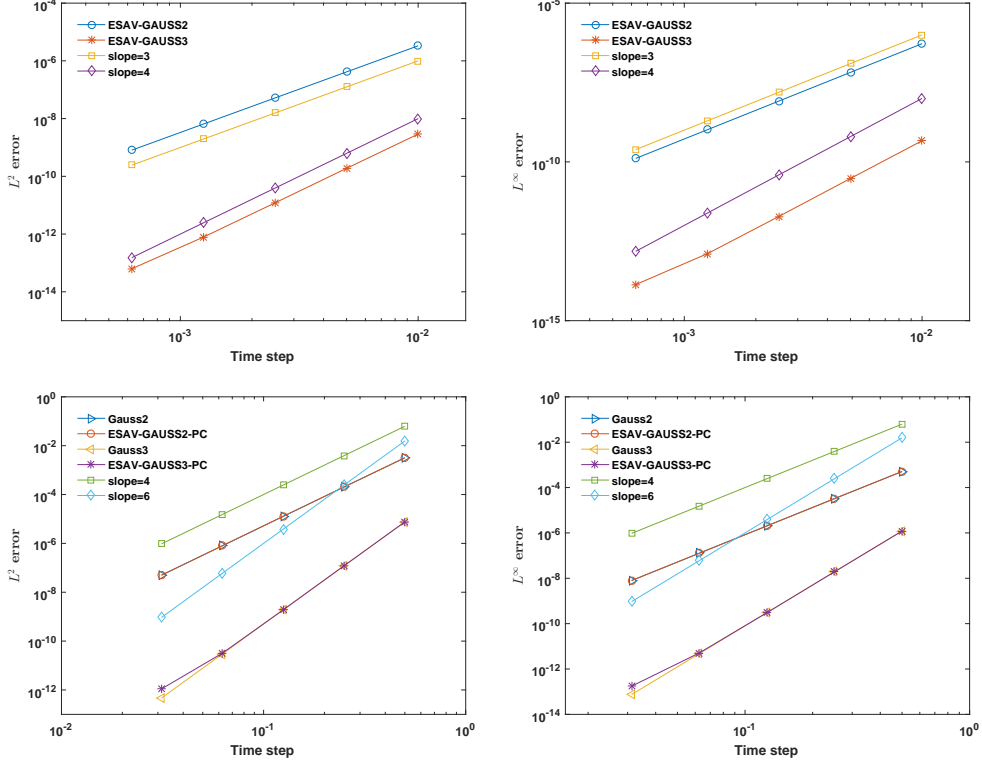 10^-4
10^-6
10^-8
10^-10
10^-12
10^-14
L^2 error
ESAV-GAUSS2
ESAV-GAUSS3
slope=3
slope=4
10^-3
10^-2
Time step
10^-5
10^-10
10^-15
L^∞ error
ESAV-GAUSS2
ESAV-GAUSS3
slope=3
slope=4
10^-3
10^-2
Time step
10^0
10^-2
10^-4
10^-6
10^-8
10^-10
10^-12
L^2 error
Gauss2
ESAV-GAUSS2-PC
Gauss3
ESAV-GAUSS3-PC
slope=4
slope=6
10^-2
10^-1
10^0
Time step
10^0
10^-2
10^-4
10^-6
10^-8
10^-10
10^-12
10^-14
L^∞ error
Gauss2
ESAV-GAUSS2-PC
Gauss3
ESAV-GAUSS3-PC
slope=4
slope=6
10^-1
10^0
Time step